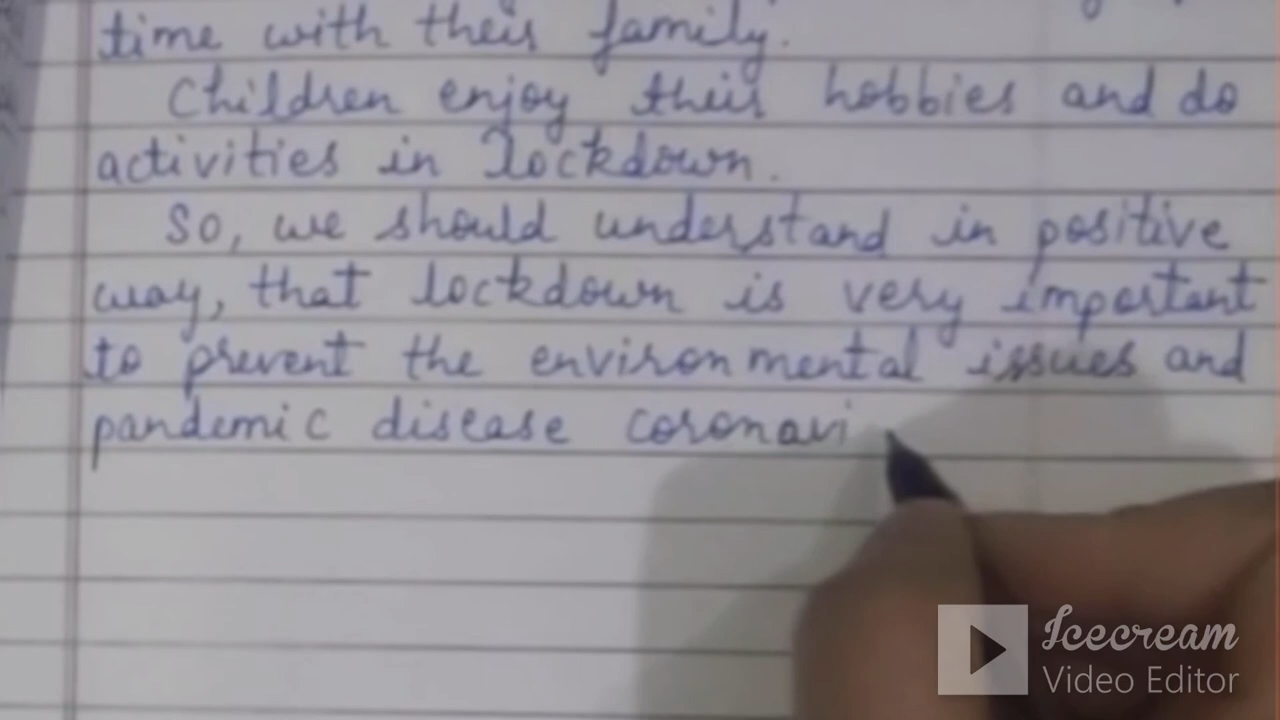 time with their family.
Children enjoy their hobbies and do
activities in lockdown.
So, we should understand in positive
way, that lockdown is very important
to prevent the environmental issues and
pandemic disease coronavi
Icecream
Video Editor